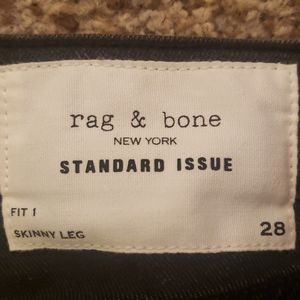 rag & bone
NEW YORK
STANDARD ISSUE
FIT 1
SKINNY LEG
28